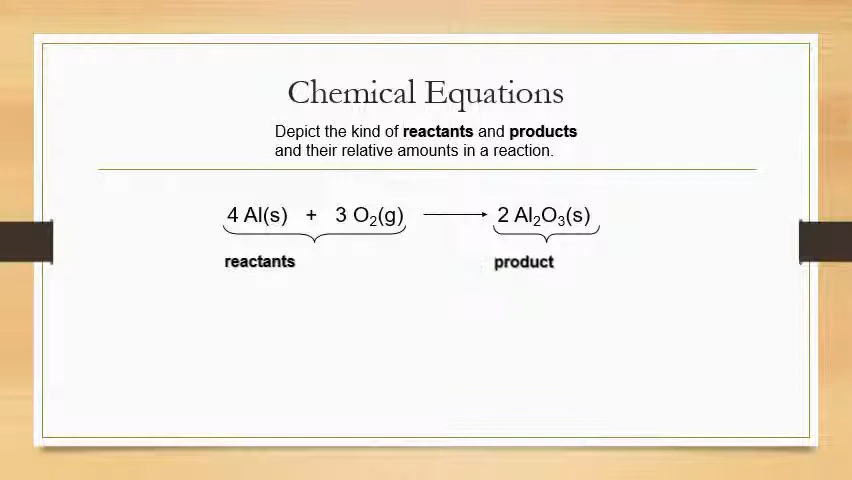 Chemical Equations
Depict the kind of reactants and products
and their relative amounts in a reaction.
4 Al(s) + 3 O₂(g) ⟶ 2 Al₂O₃(s)
reactants product